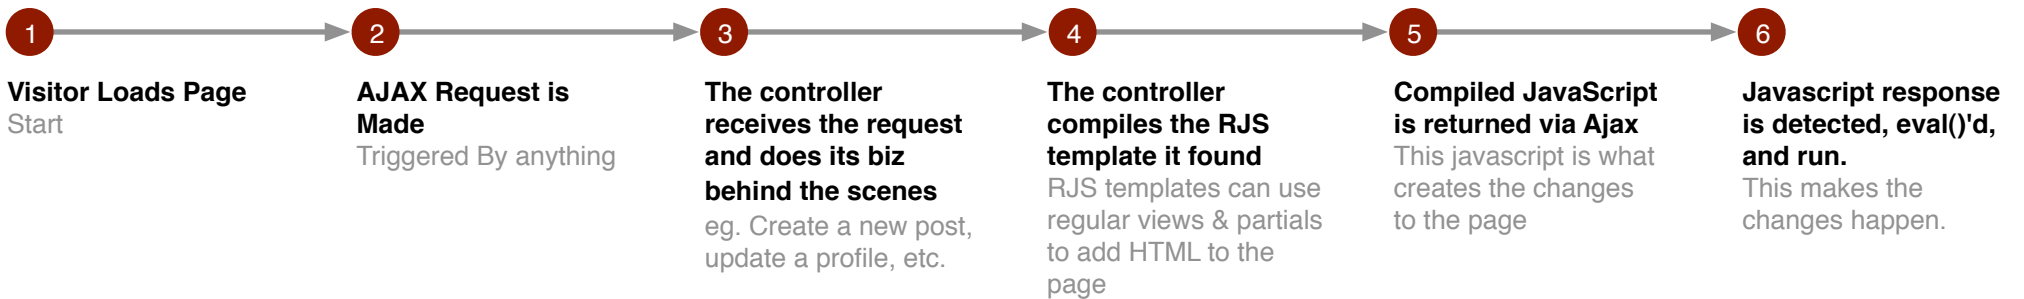 1
Visitor Loads Page
Start
2
AJAX Request is
Made
Triggered By anything
3
The controller
receives the request
and does its biz
behind the scenes
eg. Create a new post,
update a profile, etc.
4
The controller
compiles the RJS
template it found
RJS templates can use
regular views & partials
to add HTML to the
page
5
Compiled JavaScript
is returned via Ajax
This javascript is what
creates the changes
to the page
6
Javascript response
is detected, eval()'d,
and run.
This makes the
changes happen.